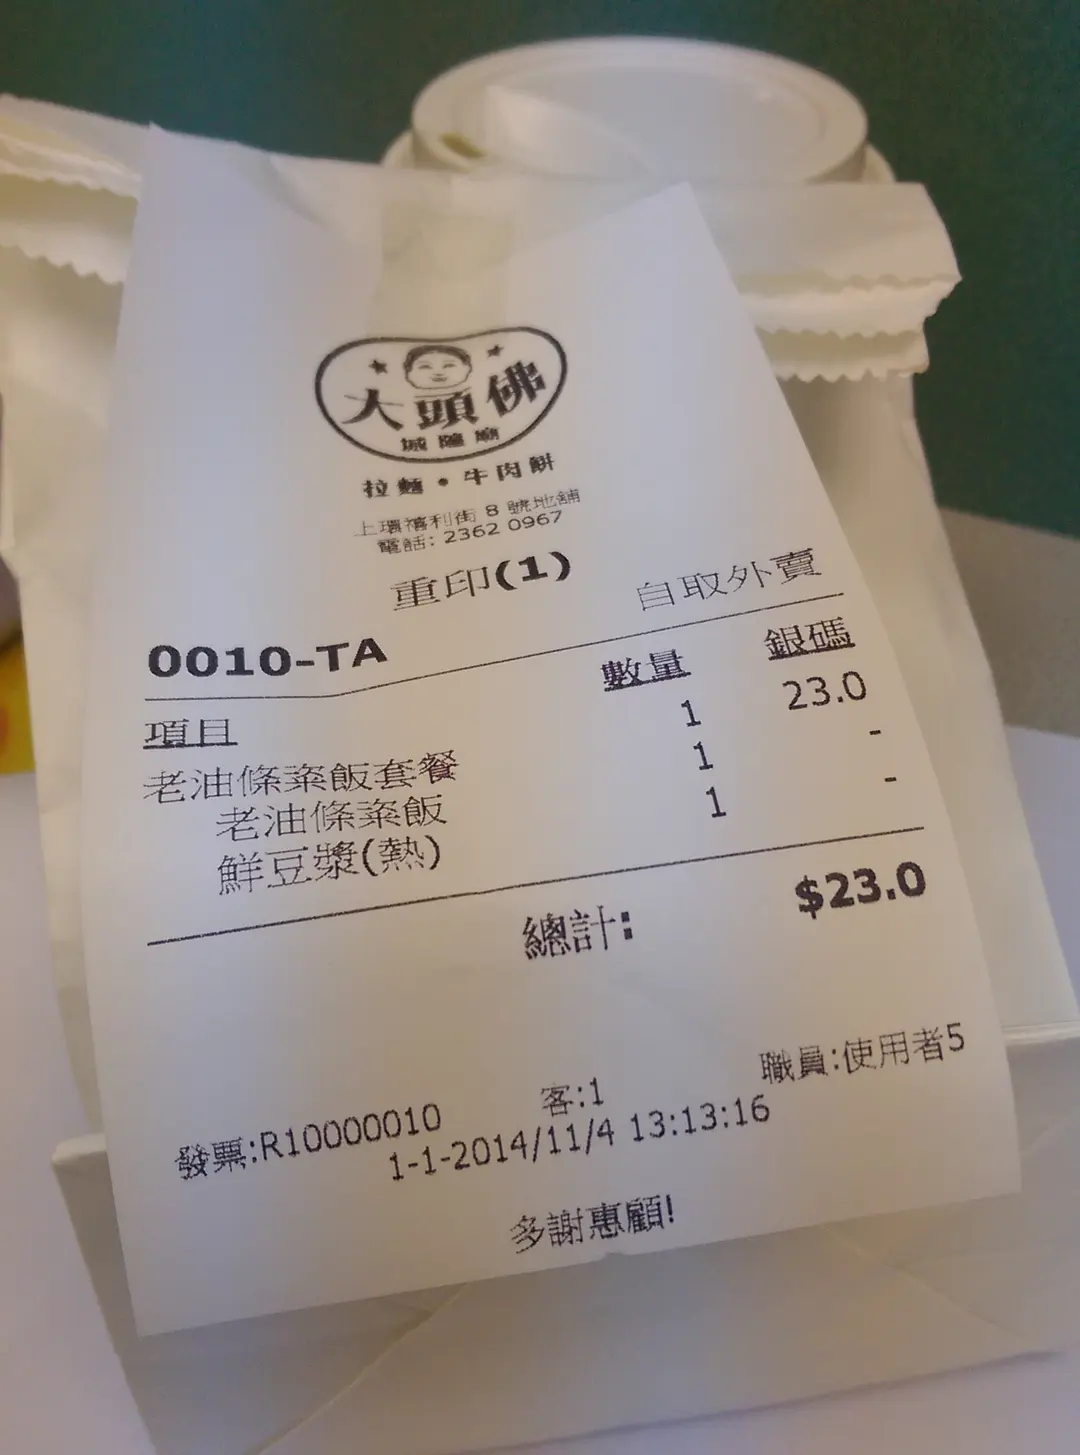 大頭佛
城隍廟
拉麵•牛肉餅
上環禧利街 8 號地舖
電話: 2362 0967
重印(1)
自取外賣
0010-TA
項目 數量 銀碼
老油條粢飯套餐 1 23.0
老油條粢飯 1 -
鮮豆漿(熱) 1 -
總計: $23.0
發票:R10000010 客:1 職員:使用者5
1-1-2014/11/4 13:13:16
多謝惠顧!